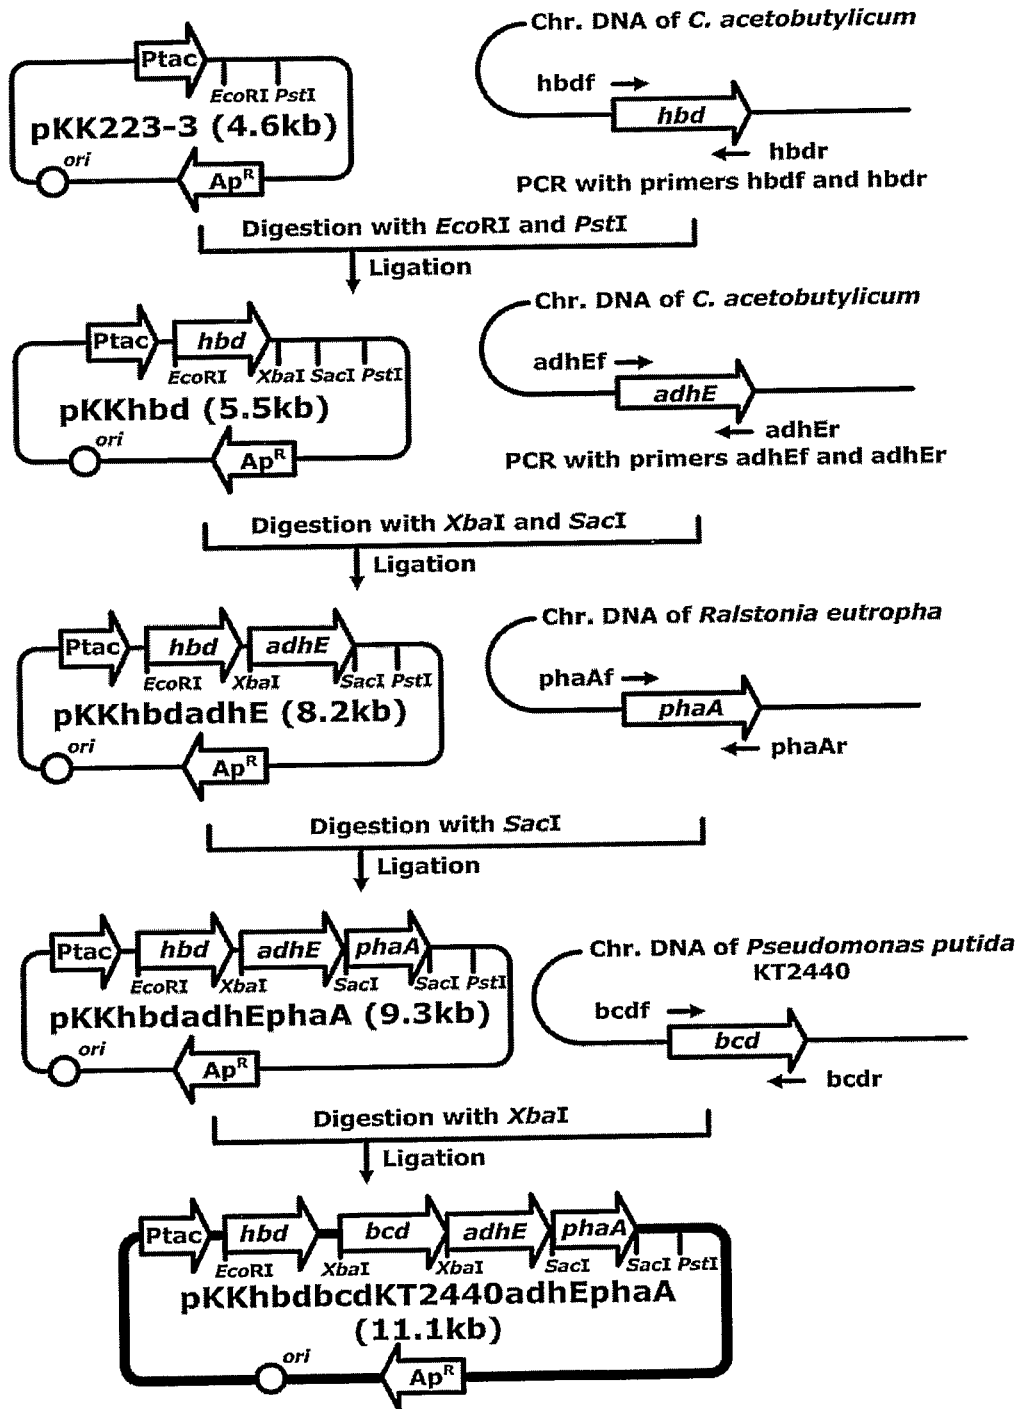 Chr. DNA of C. acetobutylicum
Ptac
EcoRI PstI
hbdf
hbd
pKK223-3 (4.6kb)
ori
ApR
hbdr
PCR with primers hbdf and hbdr
Digestion with EcoRI and PstI
Ligation
Chr. DNA of C. acetobutylicum
Ptac hbd
EcoRI XbaI SacI PstI
adhEf
adhE
pKKhbd (5.5kb)
ori
ApR
adhEr
PCR with primers adhEf and adhEr
Digestion with XbaI and SacI
Ligation
Chr. DNA of Ralstonia eutropha
Ptac hbd adhE
EcoRI XbaI SacI PstI
phaAf
phaA
pKKhbdadhE (8.2kb)
ori
ApR
phaAr
Digestion with SacI
Ligation
Chr. DNA of Pseudomonas putida
KT2440
Ptac hbd adhE phaA
EcoRI XbaI SacI SacI PstI
bcdf
bcd
pKKhbdadhEphaA (9.3kb)
ori
ApR
bcdr
Digestion with XbaI
Ligation
Ptac hbd bcd adhE phaA
EcoRI XbaI XbaI SacI SacI PstI
pKKhbdbcdKT2440adhEphaA
(11.1kb)
ori
ApR